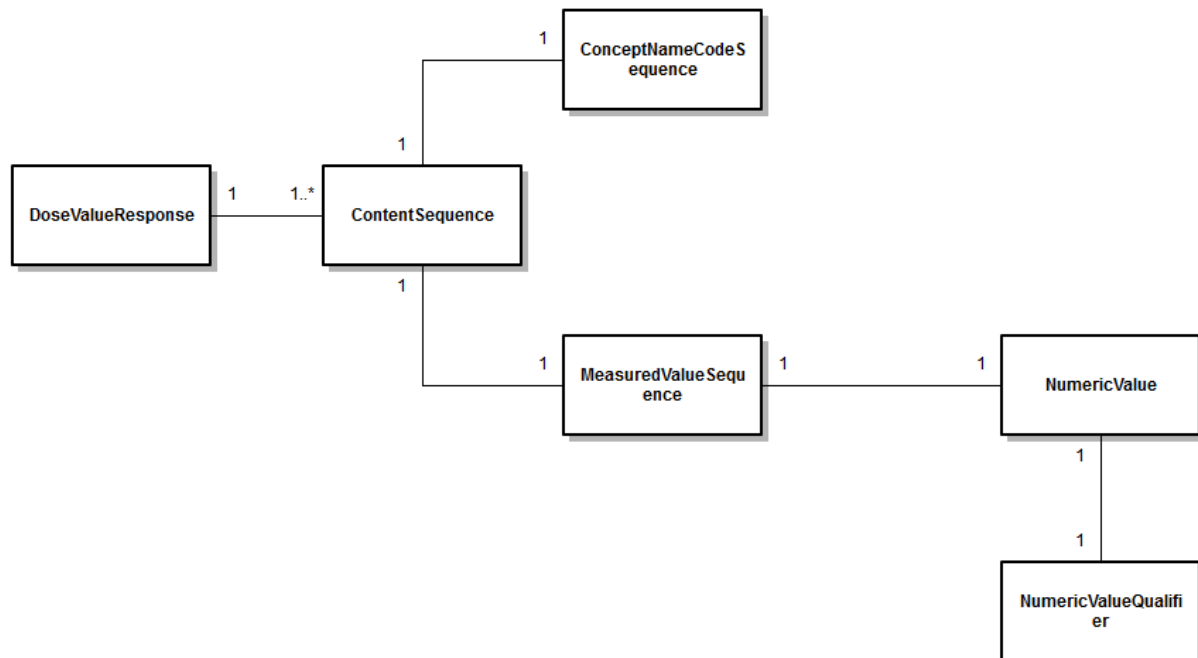 1
ConceptNameCodeS
equence
1
DoseValueResponse
1
1..*
ContentSequence
1
1
MeasuredValueSequ
ence
1
1
NumericValue
1
1
NumericValueQualifi
er